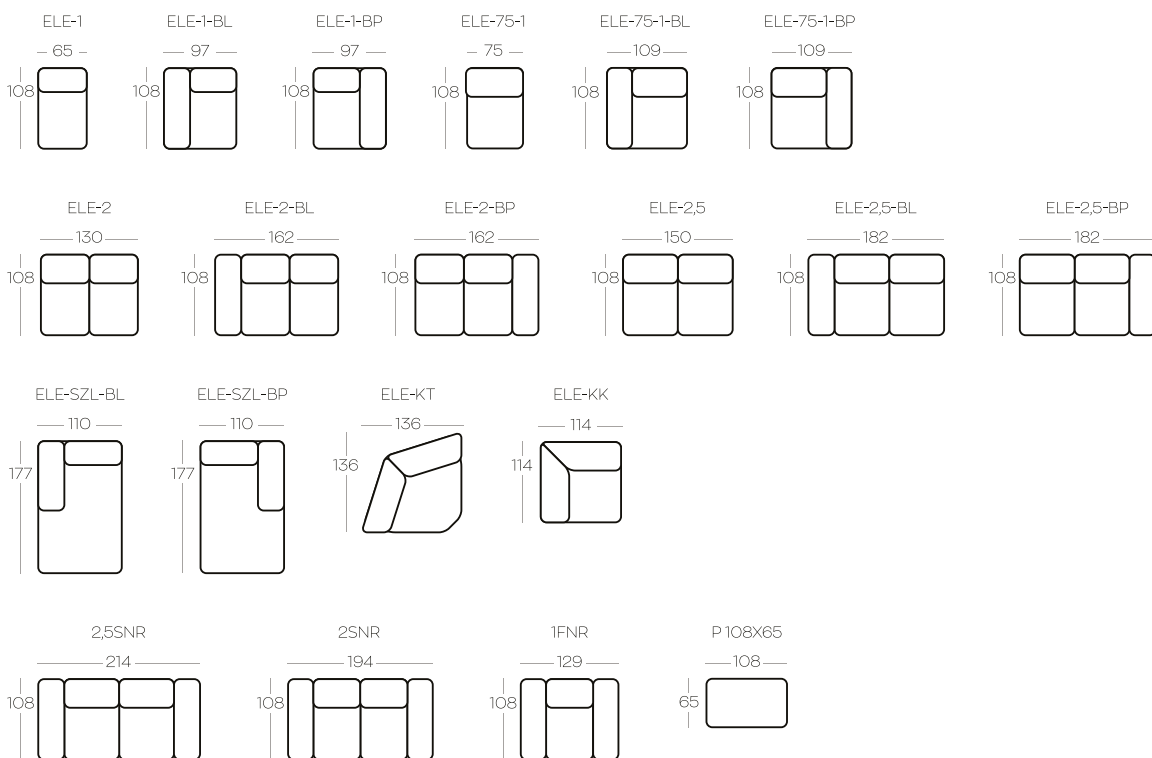 ELE-1 ELE-1-BL ELE-1-BP ELE-75-1 ELE-75-1-BL ELE-75-1-BP
65 97 97 75 109 109
108 108 108 108 108 108
ELE-2 ELE-2-BL ELE-2-BP ELE-2,5 ELE-2,5-BL ELE-2,5-BP
130 162 162 150 182 182
108 108 108 108 108 108
ELE-SZL-BL ELE-SZL-BP ELE-KT ELE-KK
110 110 136 114
177 177 136 114
2,5SNR 2SNR 1FNR P 108X65
214 194 129 108
108 108 108 65